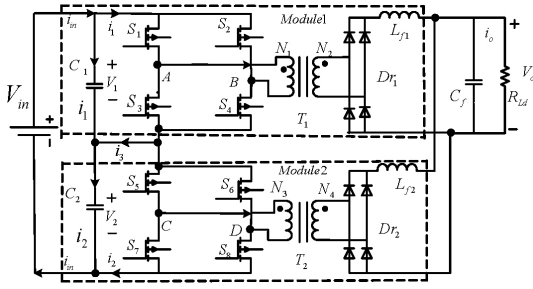 i_in
i_1
S_1
S_2
Module1
L_f1
i_o
+
C_1
+
V_1
−
A
B
N_1
N_2
Dr_1
C_f
R_Ld
V_in
i_1
S_3
S_4
T_1
−
+
i_3
Module2
C_2
+
V_2
−
S_5
S_6
N_3
N_4
L_f2
C
D
i_2
S_7
S_8
T_2
Dr_2
i_in
i_2